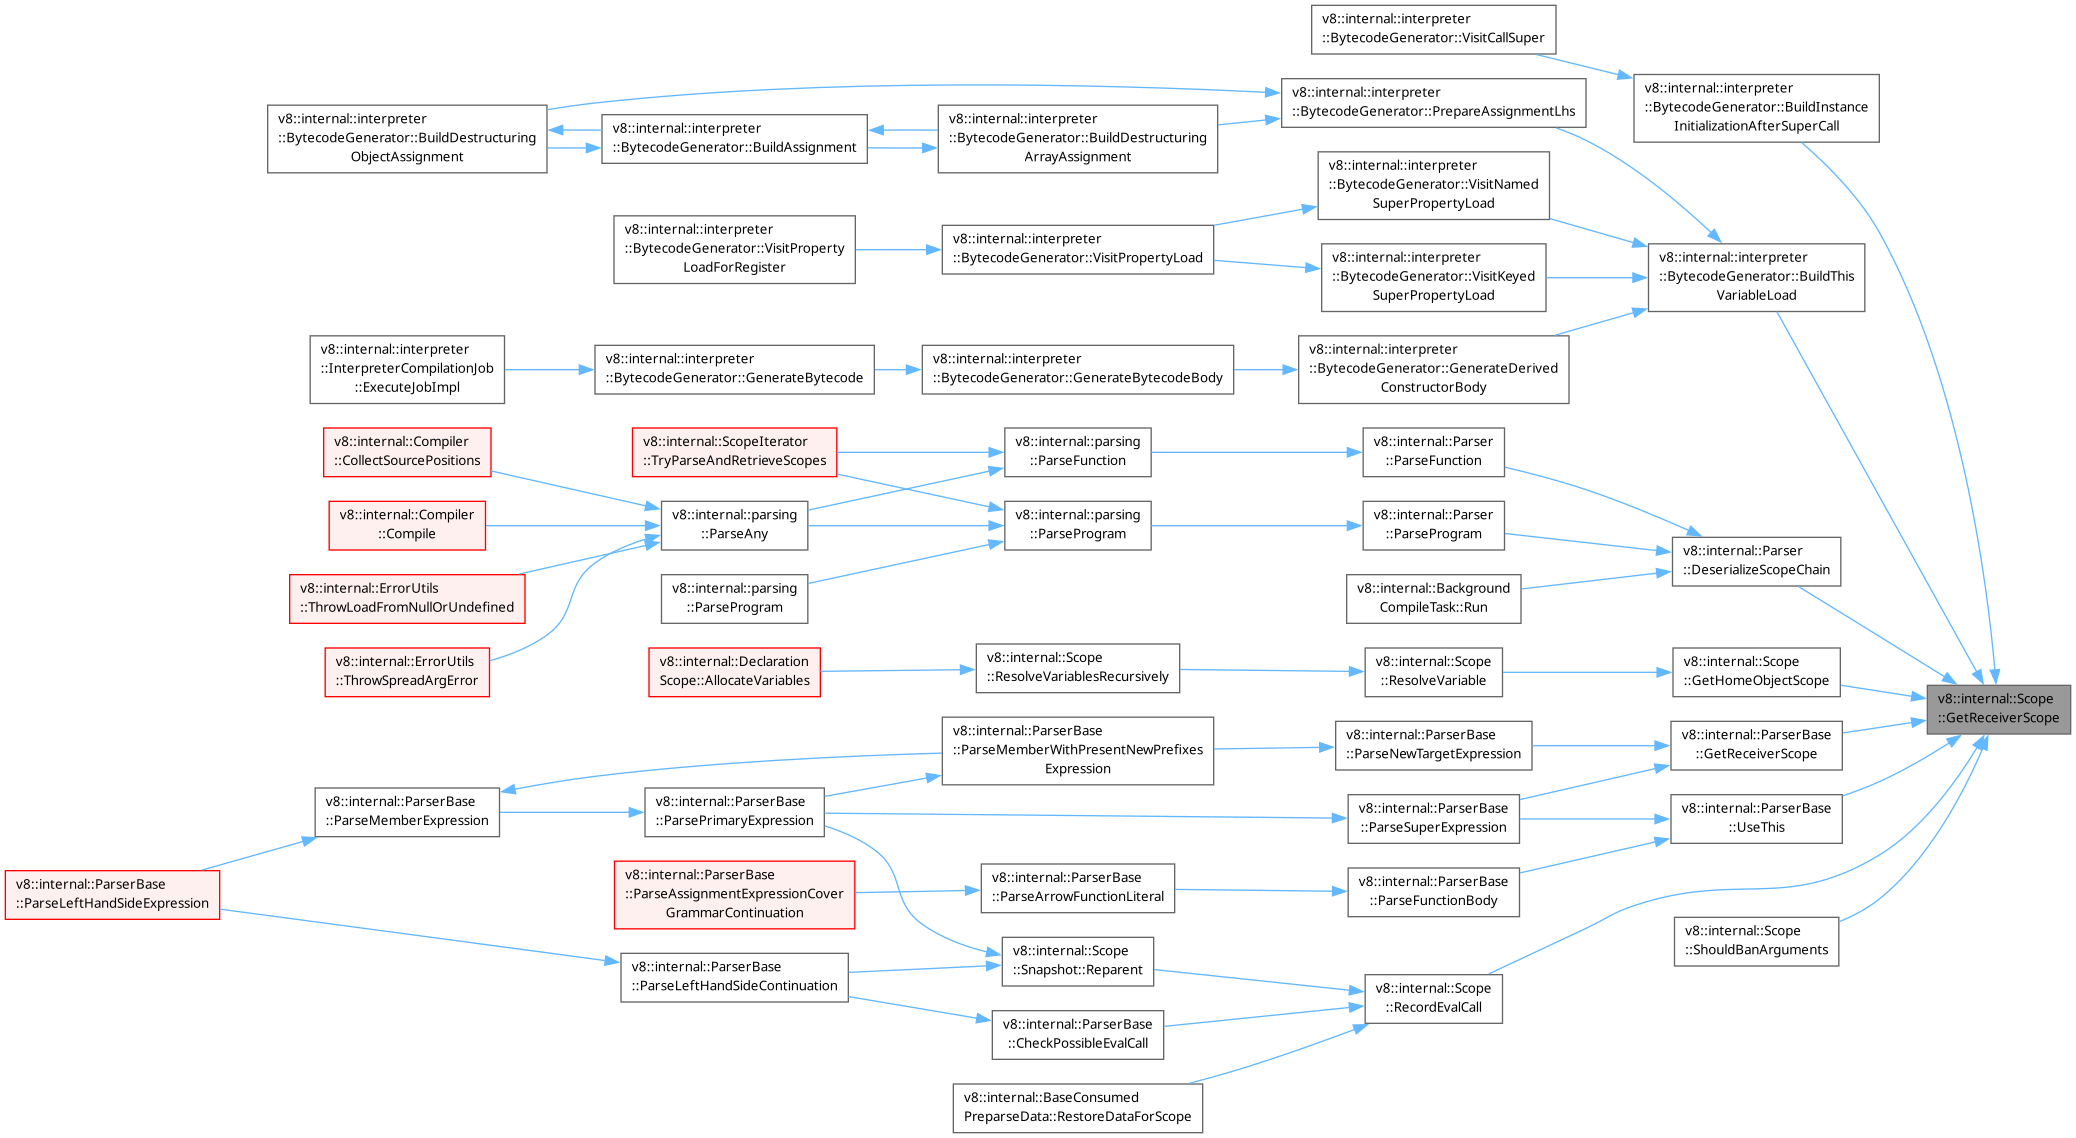 v8::internal::interpreter
::BytecodeGenerator::VisitCallSuper
v8::internal::interpreter
::BytecodeGenerator::BuildInstance
InitializationAfterSuperCall
v8::internal::interpreter
::BytecodeGenerator::PrepareAssignmentLhs
v8::internal::interpreter
::BytecodeGenerator::BuildDestructuring
ObjectAssignment
v8::internal::interpreter
::BytecodeGenerator::BuildAssignment
v8::internal::interpreter
::BytecodeGenerator::BuildDestructuring
ArrayAssignment
v8::internal::interpreter
::BytecodeGenerator::VisitNamed
SuperPropertyLoad
v8::internal::interpreter
::BytecodeGenerator::VisitProperty
LoadForRegister
v8::internal::interpreter
::BytecodeGenerator::VisitPropertyLoad
v8::internal::interpreter
::BytecodeGenerator::VisitKeyed
SuperPropertyLoad
v8::internal::interpreter
::BytecodeGenerator::BuildThis
VariableLoad
v8::internal::interpreter
::InterpreterCompilationJob
::ExecuteJobImpl
v8::internal::interpreter
::BytecodeGenerator::GenerateBytecode
v8::internal::interpreter
::BytecodeGenerator::GenerateBytecodeBody
v8::internal::interpreter
::BytecodeGenerator::GenerateDerived
ConstructorBody
v8::internal::Compiler
::CollectSourcePositions
v8::internal::ScopeIterator
::TryParseAndRetrieveScopes
v8::internal::parsing
::ParseFunction
v8::internal::Parser
::ParseFunction
v8::internal::Compiler
::Compile
v8::internal::parsing
::ParseAny
v8::internal::parsing
::ParseProgram
v8::internal::Parser
::ParseProgram
v8::internal::Parser
::DeserializeScopeChain
v8::internal::ErrorUtils
::ThrowLoadFromNullOrUndefined
v8::internal::parsing
::ParseProgram
v8::internal::Background
CompileTask::Run
v8::internal::ErrorUtils
::ThrowSpreadArgError
v8::internal::Declaration
Scope::AllocateVariables
v8::internal::Scope
::ResolveVariablesRecursively
v8::internal::Scope
::ResolveVariable
v8::internal::Scope
::GetHomeObjectScope
v8::internal::Scope
::GetReceiverScope
v8::internal::ParserBase
::ParseMemberWithPresentNewPrefixes
Expression
v8::internal::ParserBase
::ParseNewTargetExpression
v8::internal::ParserBase
::GetReceiverScope
v8::internal::ParserBase
::ParseMemberExpression
v8::internal::ParserBase
::ParsePrimaryExpression
v8::internal::ParserBase
::ParseSuperExpression
v8::internal::ParserBase
::UseThis
v8::internal::ParserBase
::ParseLeftHandSideExpression
v8::internal::ParserBase
::ParseAssignmentExpressionCover
GrammarContinuation
v8::internal::ParserBase
::ParseArrowFunctionLiteral
v8::internal::ParserBase
::ParseFunctionBody
v8::internal::Scope
::ShouldBanArguments
v8::internal::ParserBase
::ParseLeftHandSideContinuation
v8::internal::Scope
::Snapshot::Reparent
v8::internal::Scope
::RecordEvalCall
v8::internal::ParserBase
::CheckPossibleEvalCall
v8::internal::BaseConsumed
PreparseData::RestoreDataForScope